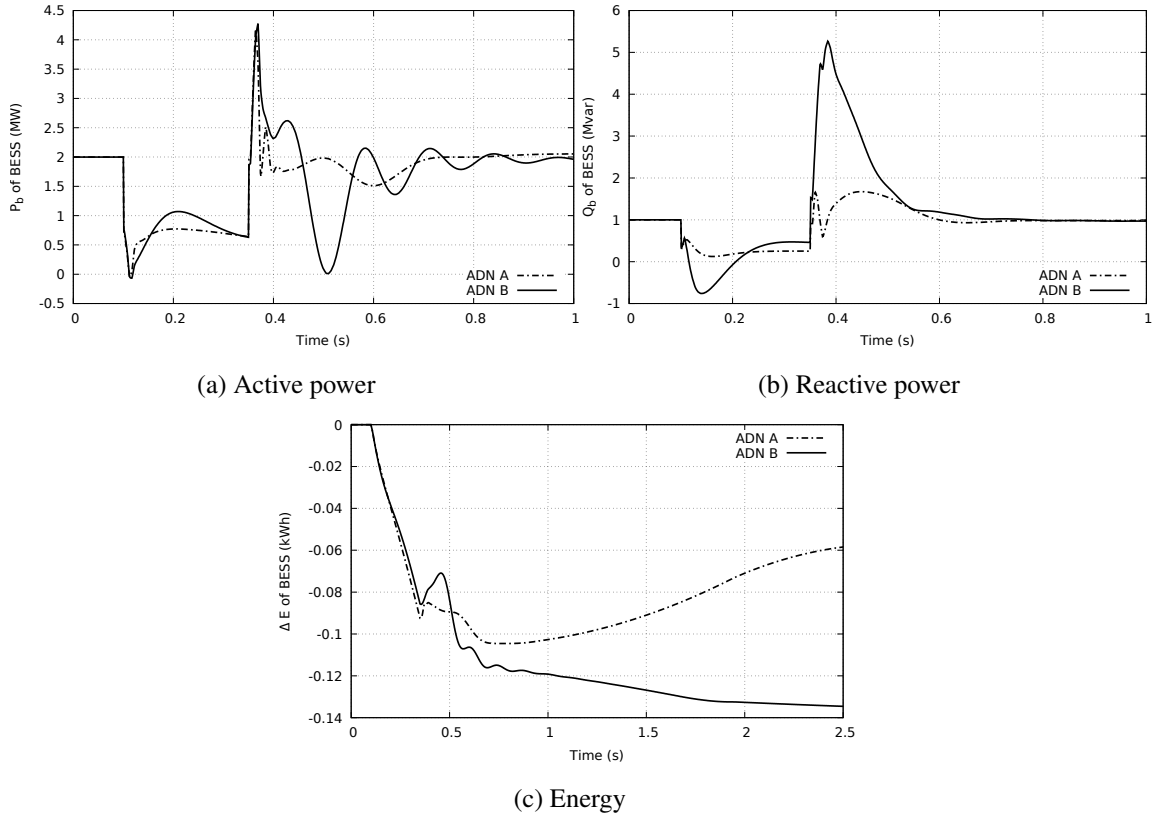 4.5
4
3.5
3
2.5
2
1.5
1
0.5
0
-0.5
P_b of BESS (MW)
0 0.2 0.4 0.6 0.8 1
Time (s)
ADN A
ADN B
(a) Active power
6
5
4
3
2
1
0
-1
Q_b of BESS (Mvar)
0 0.2 0.4 0.6 0.8 1
Time (s)
ADN A
ADN B
(b) Reactive power
0
-0.02
-0.04
-0.06
-0.08
-0.1
-0.12
-0.14
Δ E of BESS (kWh)
0 0.5 1 1.5 2 2.5
Time (s)
ADN A
ADN B
(c) Energy